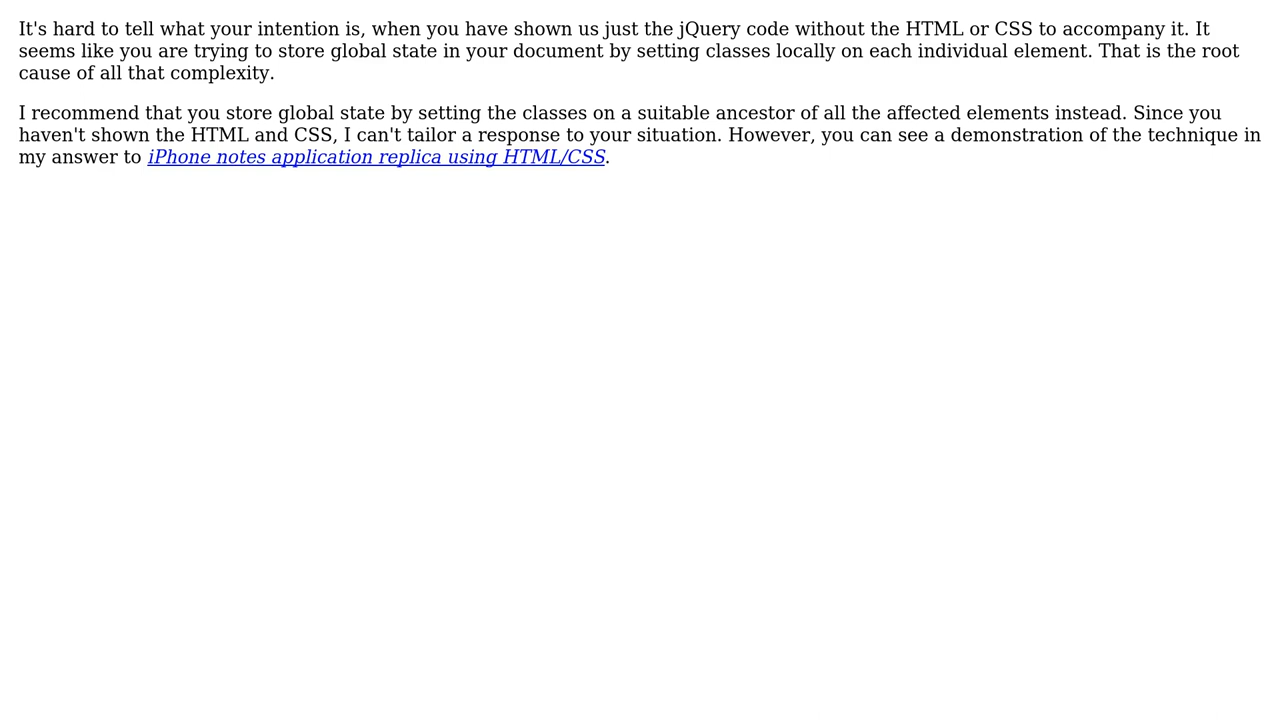 It's hard to tell what your intention is, when you have shown us just the jQuery code without the HTML or CSS to accompany it. It
seems like you are trying to store global state in your document by setting classes locally on each individual element. That is the root
cause of all that complexity.
I recommend that you store global state by setting the classes on a suitable ancestor of all the affected elements instead. Since you
haven't shown the HTML and CSS, I can't tailor a response to your situation. However, you can see a demonstration of the technique in
my answer to iPhone notes application replica using HTML/CSS.